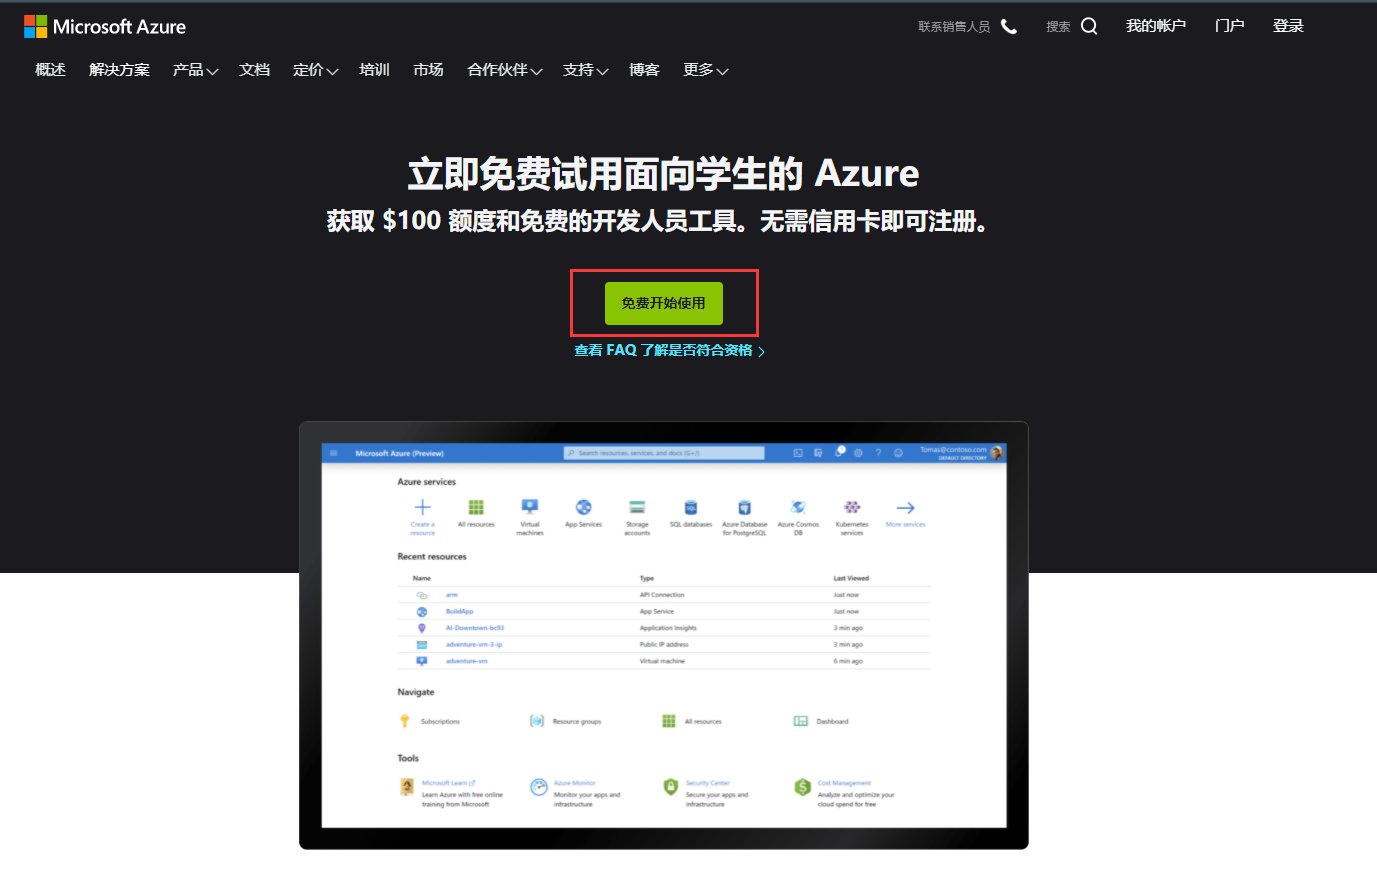 Microsoft Azure
联系销售人员
搜索
我的帐户
门户
登录
概述
解决方案
产品
文档
定价
培训
市场
合作伙伴
支持
博客
更多
立即免费试用面向学生的 Azure
获取 $100 额度和免费的开发人员工具。无需信用卡即可注册。
免费开始使用
查看 FAQ 了解是否符合资格
Microsoft Azure (Preview)
Search resources, services, and docs (G+/)
Tomas@contoso.com
DEFAULT DIRECTORY
Azure services
Create a
resource
All resources
Virtual
machines
App Services
Storage
accounts
SQL databases
Azure Database
for PostgreSQL
Azure Cosmos
DB
Kubernetes
services
More services
Recent resources
Name
Type
Last Viewed
arm
API Connection
Just now
BuildApp
App Service
Just now
AI-Downtown-bc93
Application Insights
3 min ago
adventure-vm-3-ip
Public IP address
3 min ago
adventure-vm
Virtual machine
6 min ago
Navigate
Subscriptions
Resource groups
All resources
Dashboard
Tools
Microsoft Learn
Learn Azure with free online
training from Microsoft
Azure Monitor
Monitor your apps and
infrastructure
Security Center
Secure your apps and
infrastructure
Cost Management
Analyze and optimize your
cloud spend for free